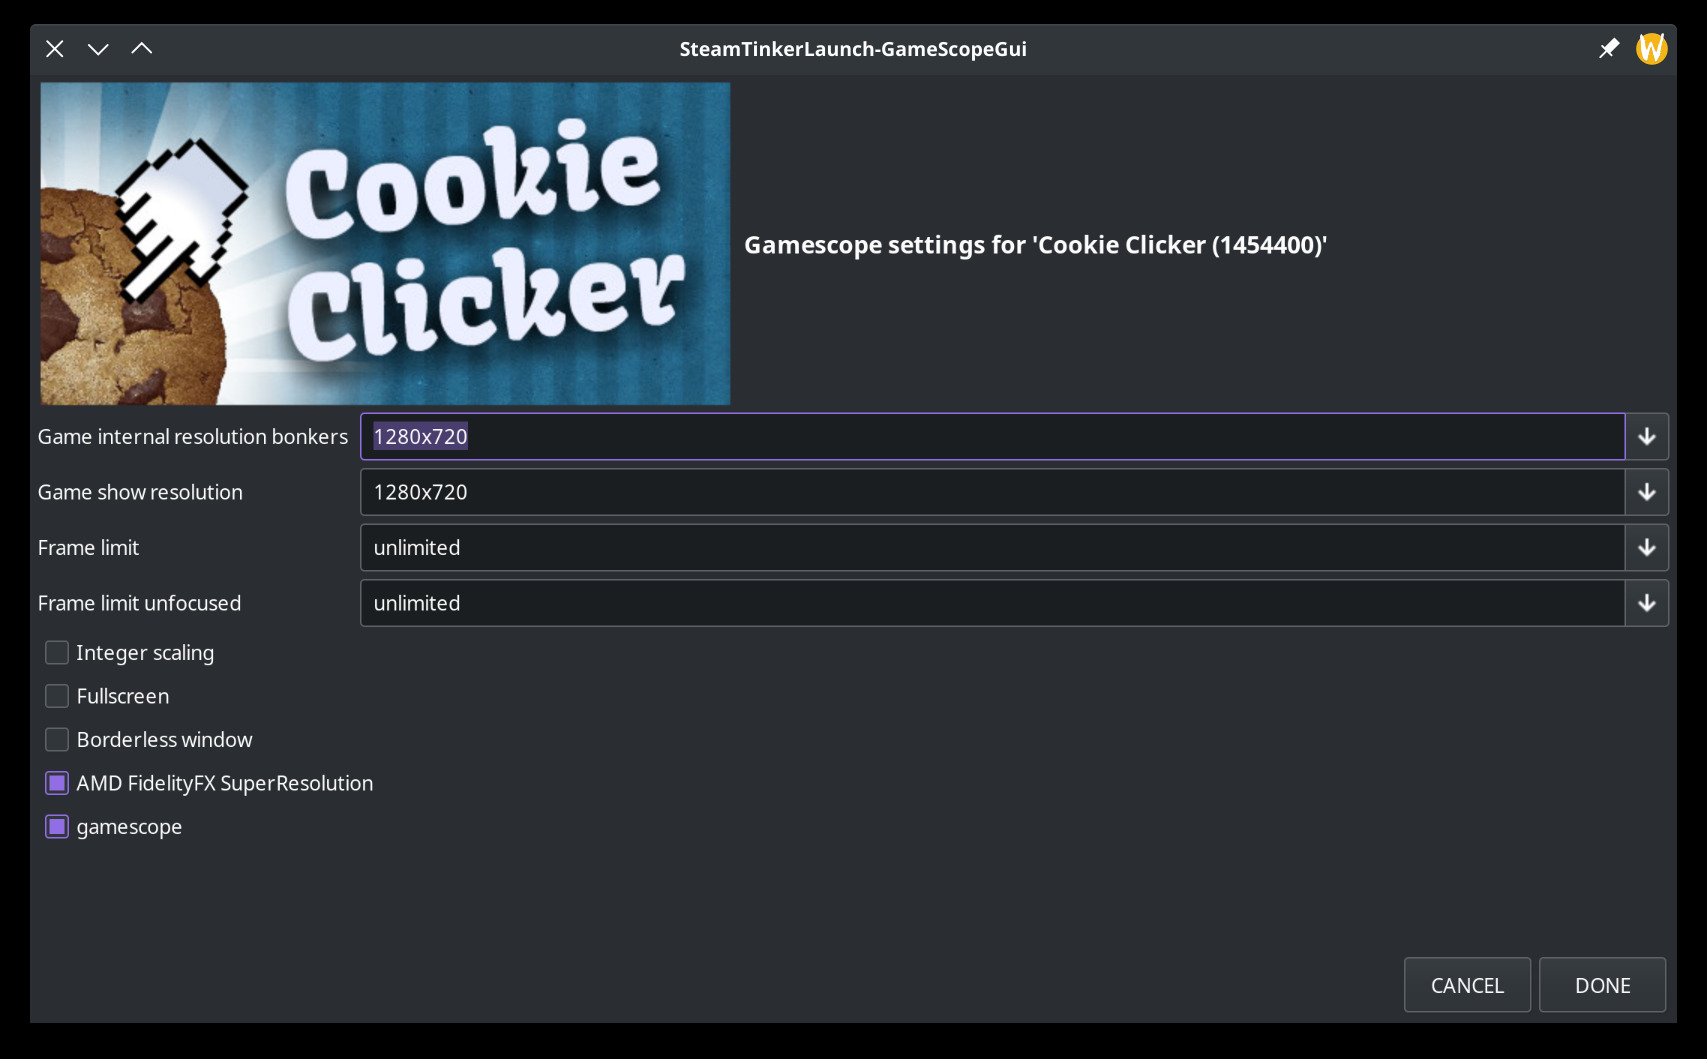 SteamTinkerLaunch-GameScopeGui
W
Cookie
Clicker
Gamescope settings for 'Cookie Clicker (1454400)'
Game internal resolution bonkers 1280x720
Game show resolution 1280x720
Frame limit unlimited
Frame limit unfocused unlimited
Integer scaling
Fullscreen
Borderless window
AMD FidelityFX SuperResolution
gamescope
CANCEL DONE